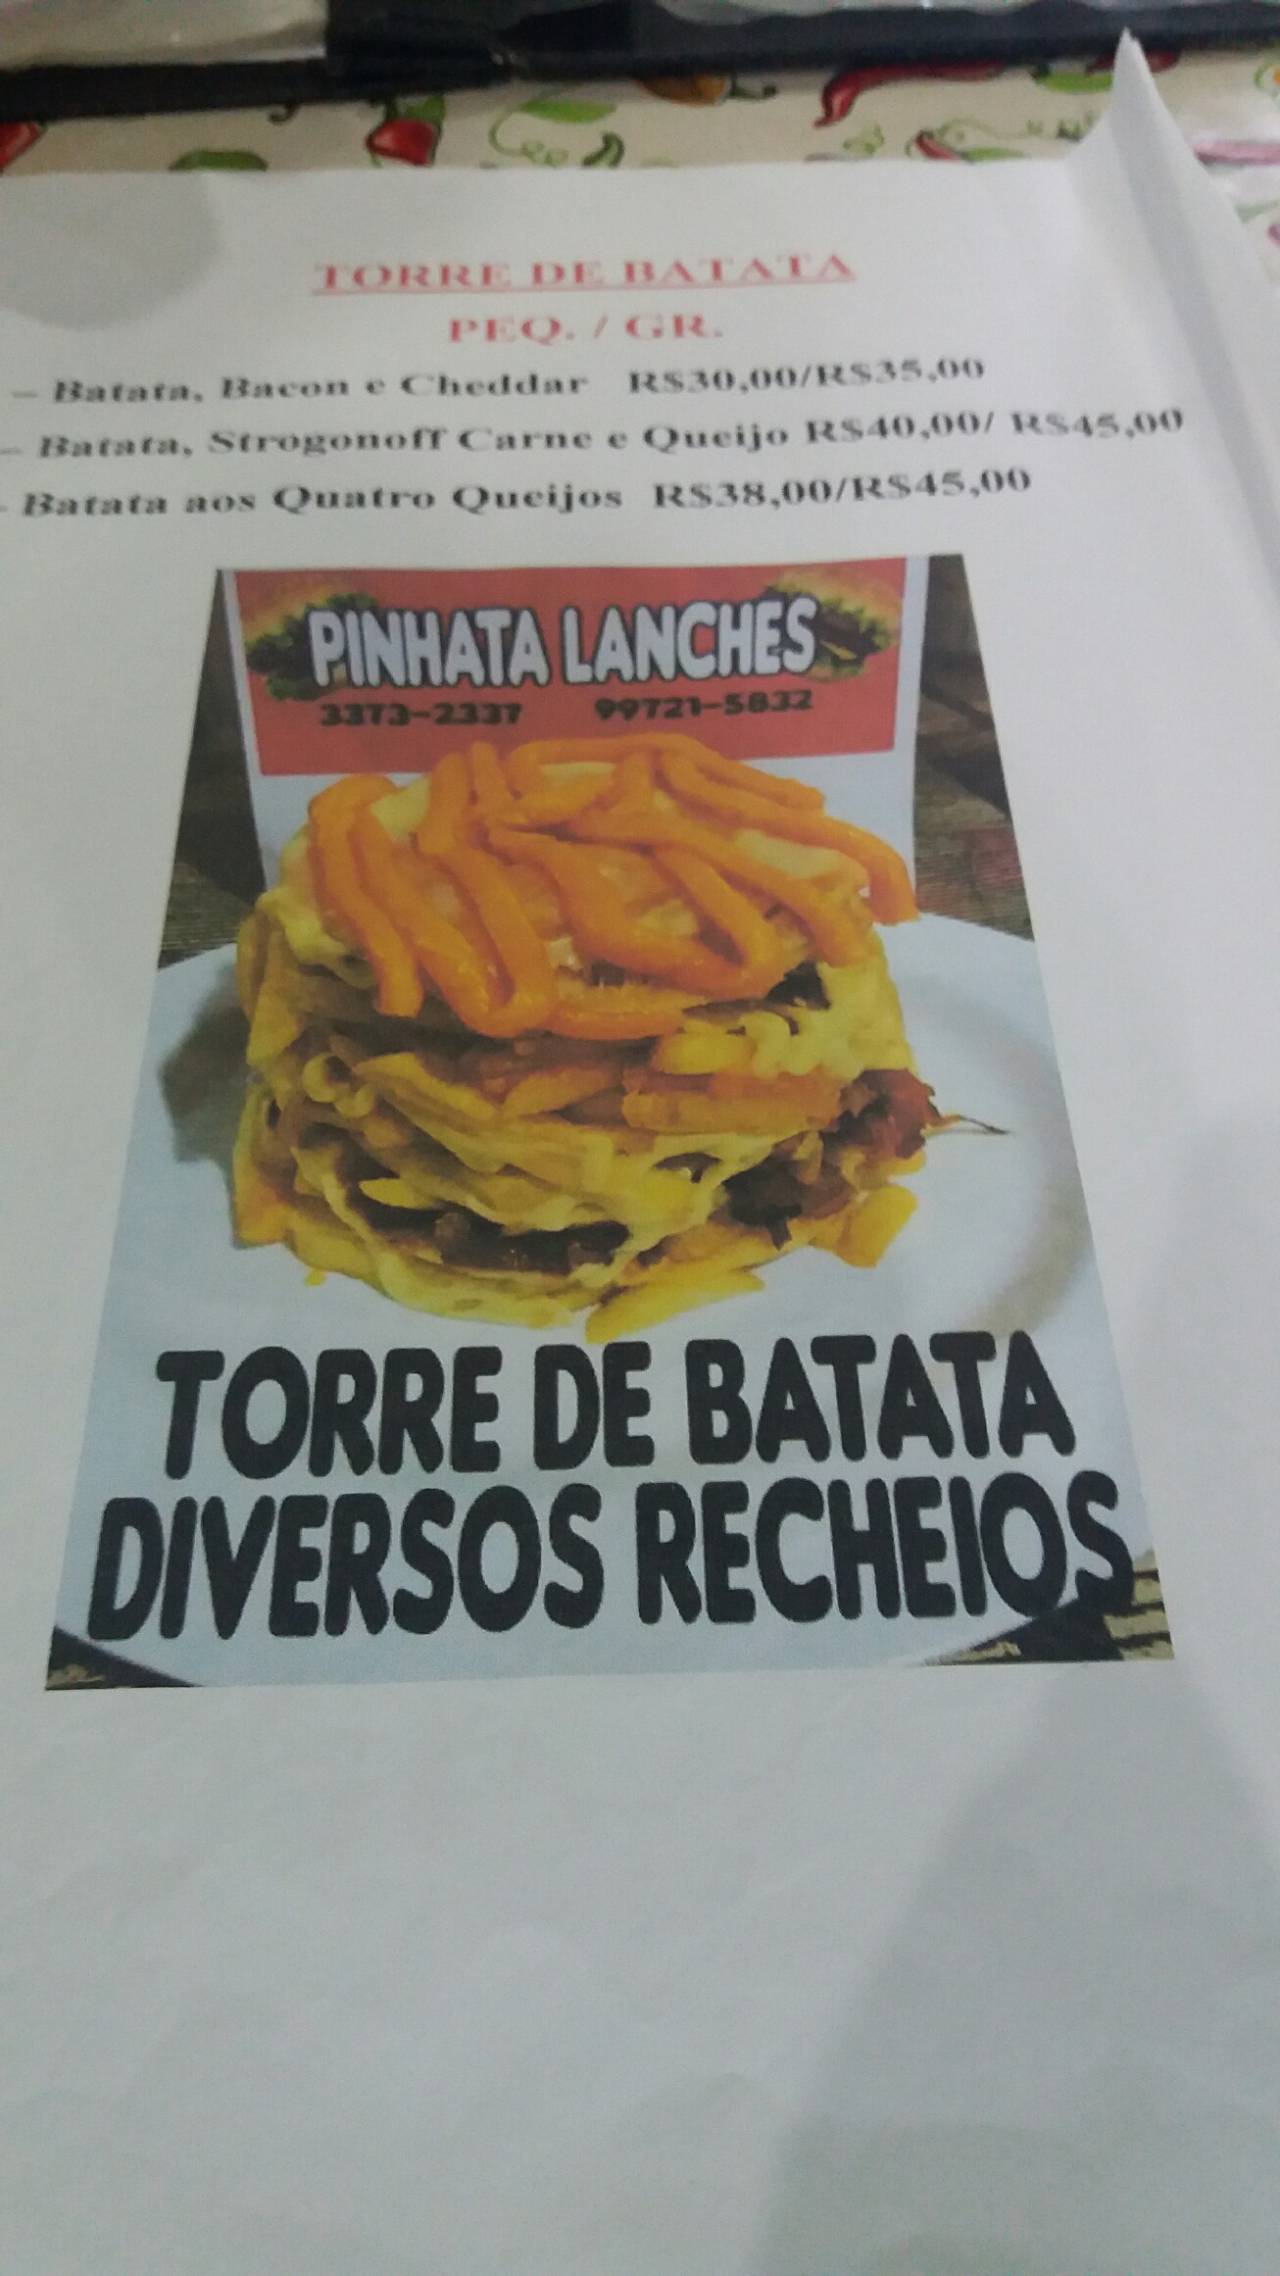 TORRE DE BATATA
PEQ. / GR.
– Batata, Bacon e Cheddar R$30,00/R$35,00
– Batata, Strogonoff Carne e Queijo R$40,00/ R$45,00
- Batata aos Quatro Queijos R$38,00/R$45,00
PINHATA LANCHES
3373-2337 99721-5832
TORRE DE BATATA
DIVERSOS RECHEIOS